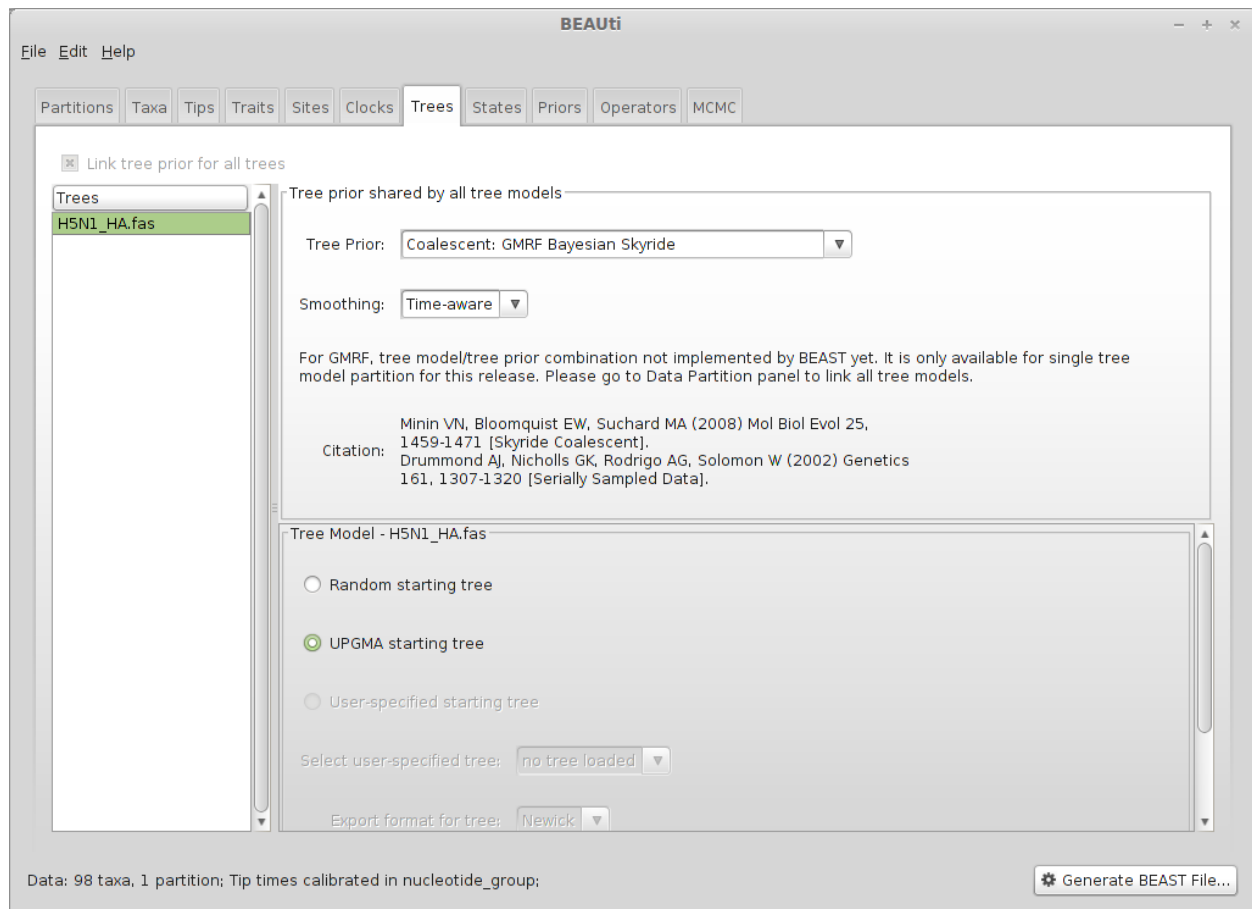 BEAUti
File Edit Help
Partitions Taxa Tips Traits Sites Clocks Trees States Priors Operators MCMC
Link tree prior for all trees
Trees
H5N1_HA.fas
Tree prior shared by all tree models
Tree Prior: Coalescent: GMRF Bayesian Skyride
Smoothing: Time-aware
For GMRF, tree model/tree prior combination not implemented by BEAST yet. It is only available for single tree
model partition for this release. Please go to Data Partition panel to link all tree models.
Citation:
Minin VN, Bloomquist EW, Suchard MA (2008) Mol Biol Evol 25,
1459-1471 [Skyride Coalescent].
Drummond AJ, Nicholls GK, Rodrigo AG, Solomon W (2002) Genetics
161, 1307-1320 [Serially Sampled Data].
Tree Model - H5N1_HA.fas
Random starting tree
UPGMA starting tree
User-specified starting tree
Select user-specified tree: no tree loaded
Export format for tree: Newick
Data: 98 taxa, 1 partition; Tip times calibrated in nucleotide_group;
Generate BEAST File...